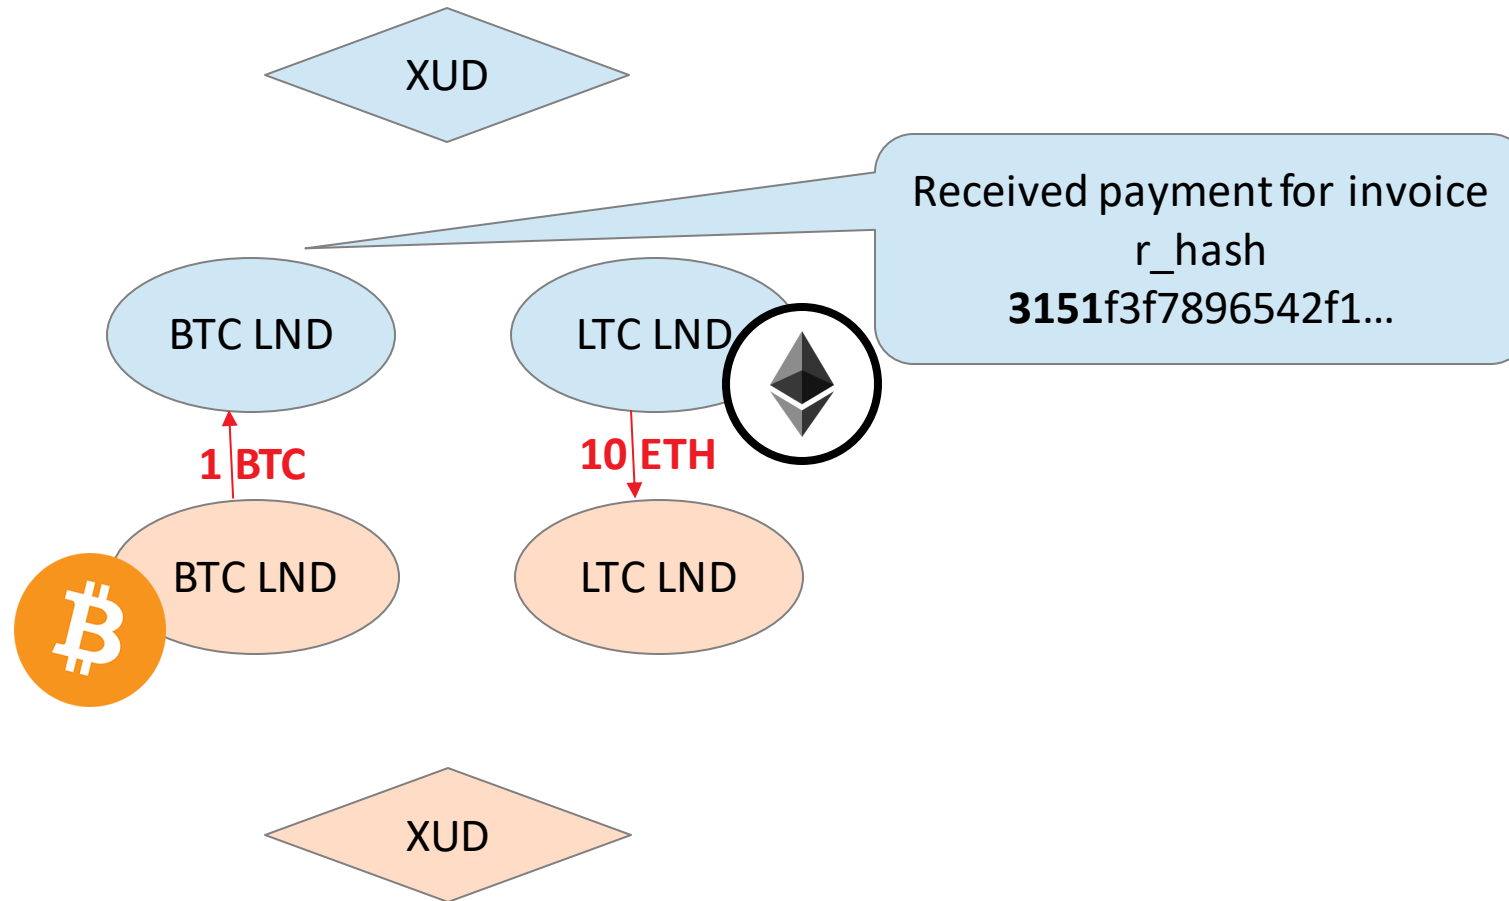 XUD
Received payment for invoice
r_hash
3151f3f7896542f1...
BTC LND
LTC LND
1 BTC
10 ETH
BTC LND
LTC LND
XUD